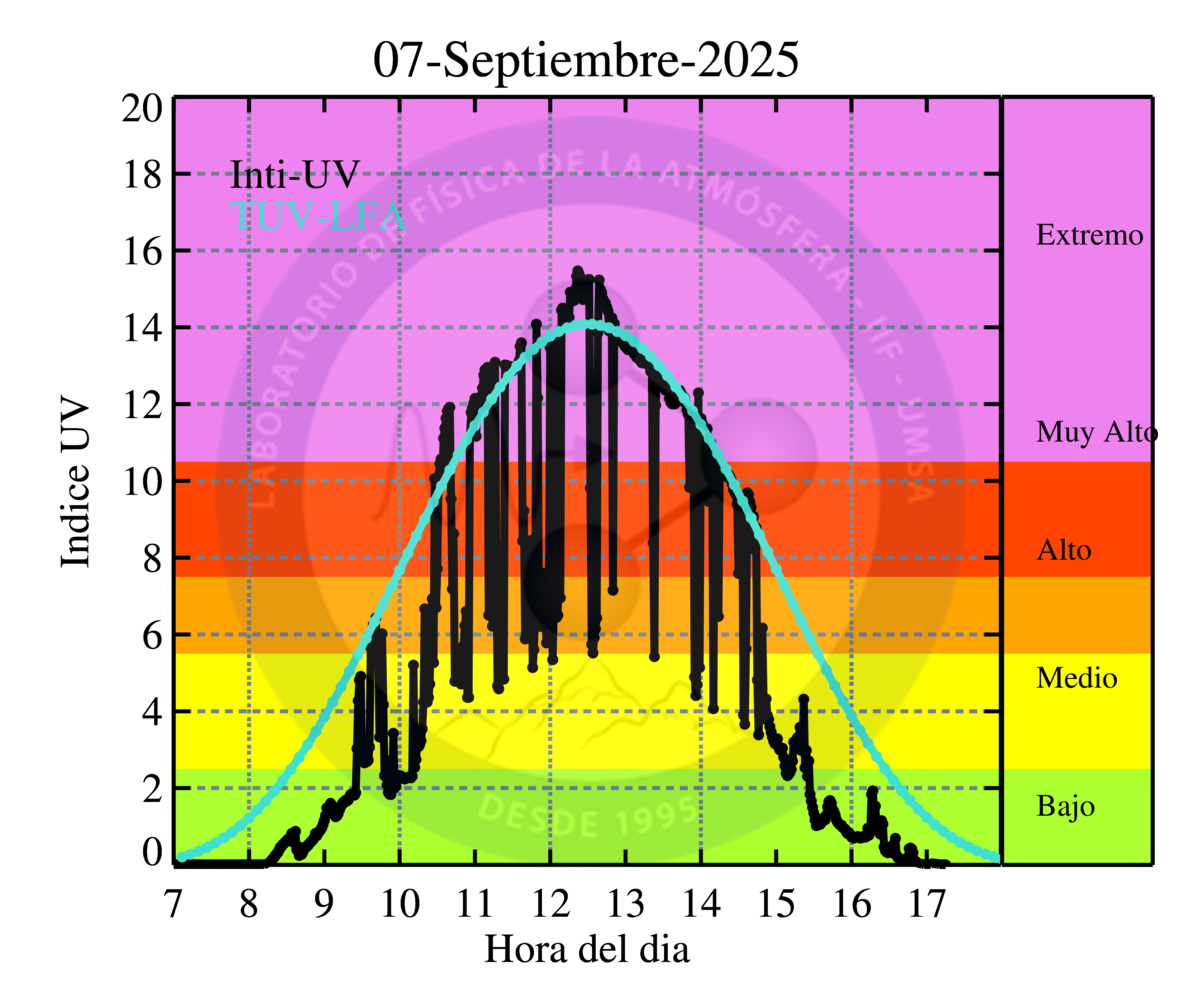 07-Septiembre-2025
Inti-UV
TUV-LFA
LABORATORIO DE FÍSICA DE LA ATMÓSFERA - IIF - UMSA
DESDE 1995
Indice UV
20
18
16
14
12
10
8
6
4
2
0
Extremo
Muy Alto
Alto
Medio
Bajo
7 8 9 10 11 12 13 14 15 16 17
Hora del dia